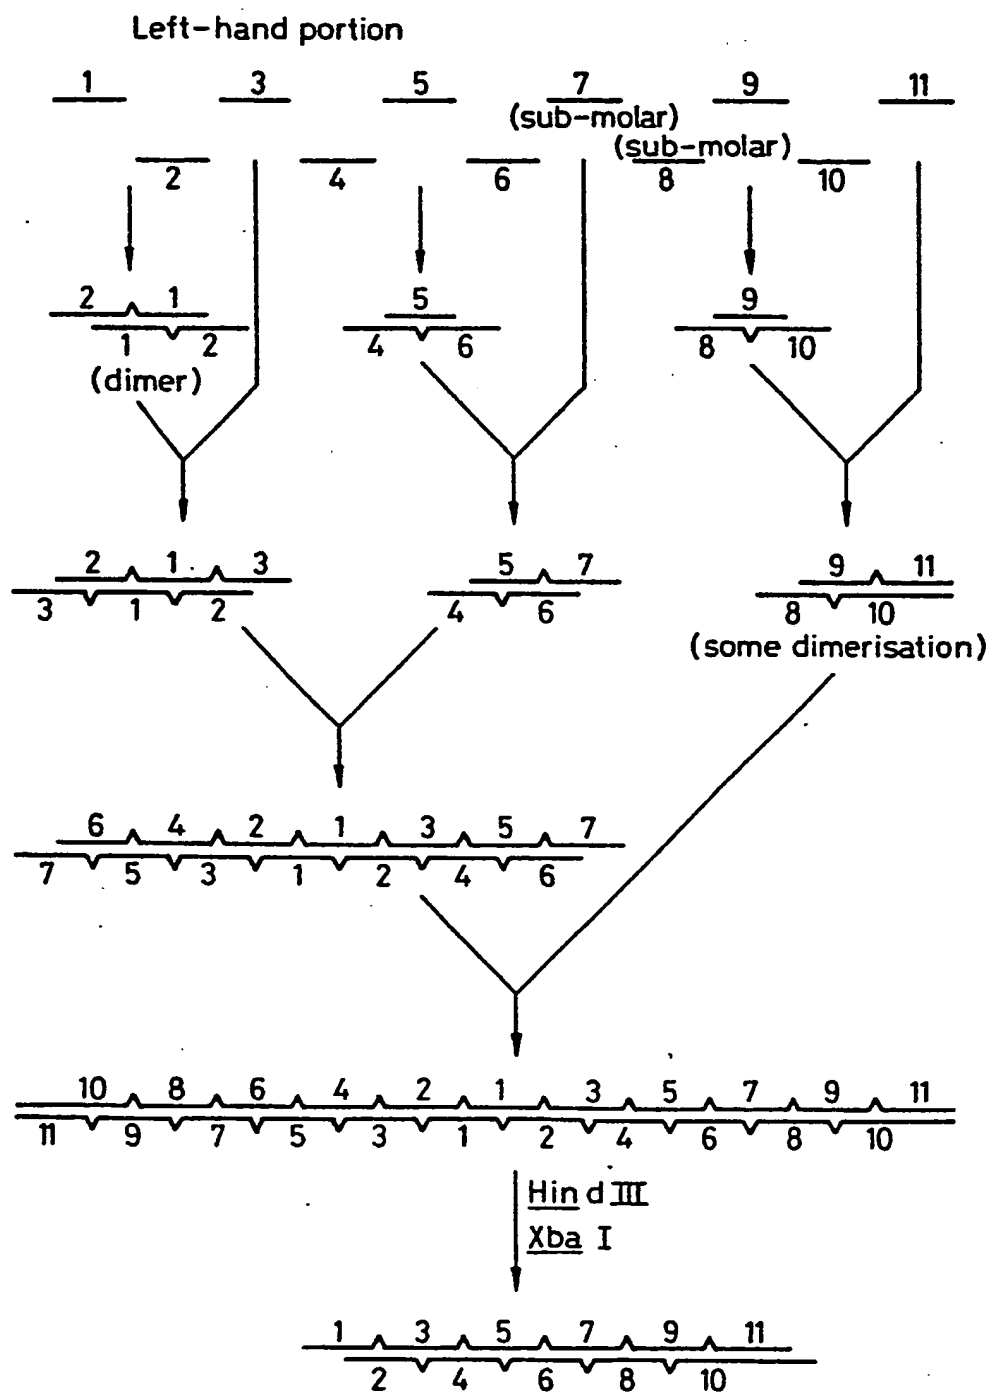 Left-hand portion
1 3 5 7 9 11
(sub-molar)
(sub-molar)
2 4 6 8 10
2 1 5 9
1 2 4 6 8 10
(dimer)
2 1 3 5 7 9 11
3 1 2 4 6 8 10
(some dimerisation)
6 4 2 1 3 5 7
7 5 3 1 2 4 6
10 8 6 4 2 1 3 5 7 9 11
11 9 7 5 3 1 2 4 6 8 10
Hin d III
Xba I
1 3 5 7 9 11
2 4 6 8 10